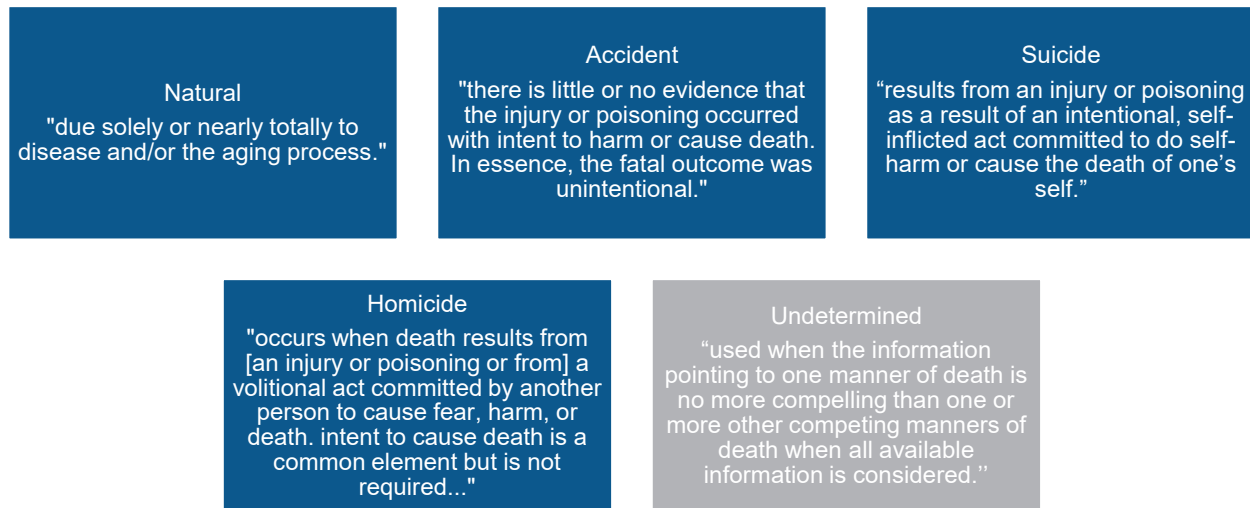 Natural
"due solely or nearly totally to
disease and/or the aging process."
Accident
"there is little or no evidence that
the injury or poisoning occurred
with intent to harm or cause death.
In essence, the fatal outcome was
unintentional."
Suicide
“results from an injury or poisoning
as a result of an intentional, self-
inflicted act committed to do self-
harm or cause the death of one’s
self.”
Homicide
"occurs when death results from
[an injury or poisoning or from] a
volitional act committed by another
person to cause fear, harm, or
death. intent to cause death is a
common element but is not
required..."
Undetermined
“used when the information
pointing to one manner of death is
no more compelling than one or
more other competing manners of
death when all available
information is considered.’’